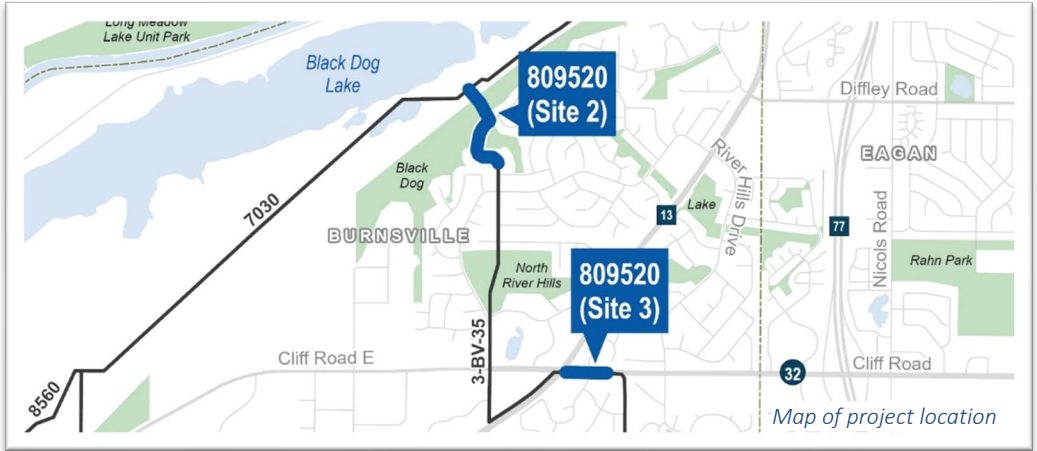 Long Meadow
Lake Unit Park
Black Dog
Lake
809520
(Site 2)
Diffley Road
EAGAN
River Hills Drive
Black
Dog
7030
13
Lake
77
Nicols Road
BURNSVILLE
North
River Hills
809520
(Site 3)
Rahn Park
3-BV-35
Cliff Road E
Cliff Road
32
8560
Map of project location